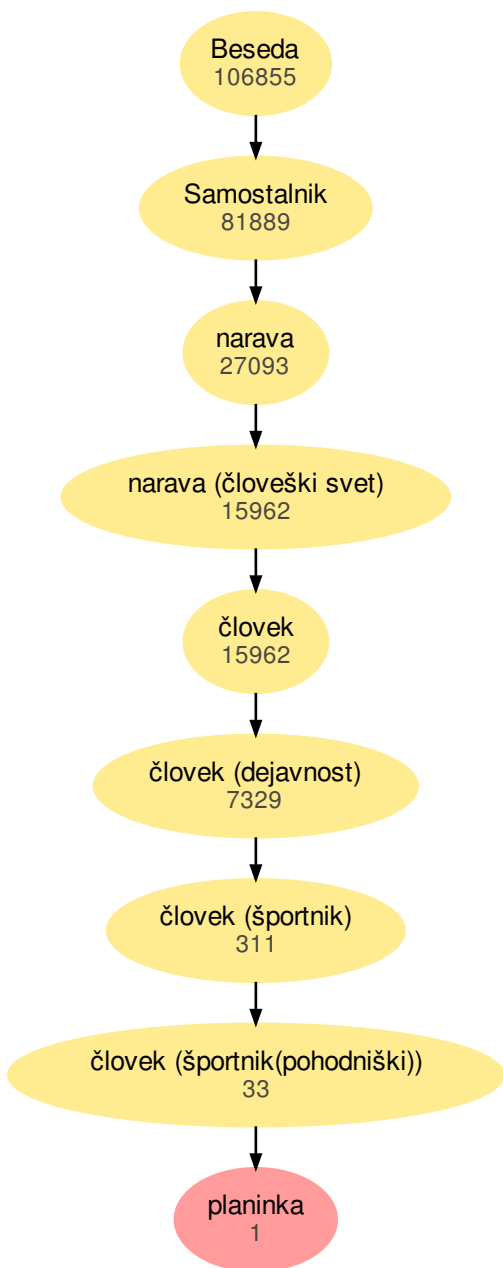 Beseda
106855
Samostalnik
81889
narava
27093
narava (človeški svet)
15962
človek
15962
človek (dejavnost)
7329
človek (športnik)
311
človek (športnik(pohodniški))
33
planinka
1